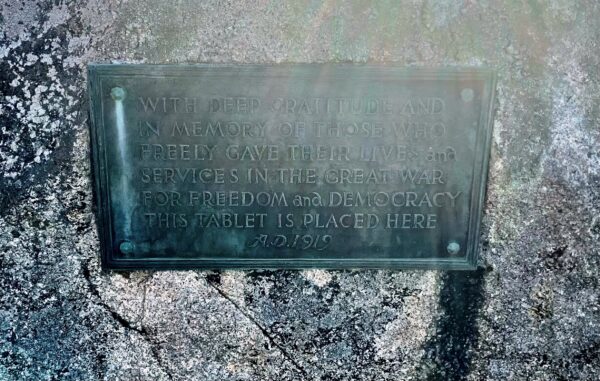 WITH DEEP GRATITUDE AND
IN MEMORY OF THOSE WHO
FREELY GAVE THEIR LIVES and
SERVICES IN THE GREAT WAR
FOR FREEDOM and DEMOCRACY
THIS TABLET IS PLACED HERE
A.D. 1919